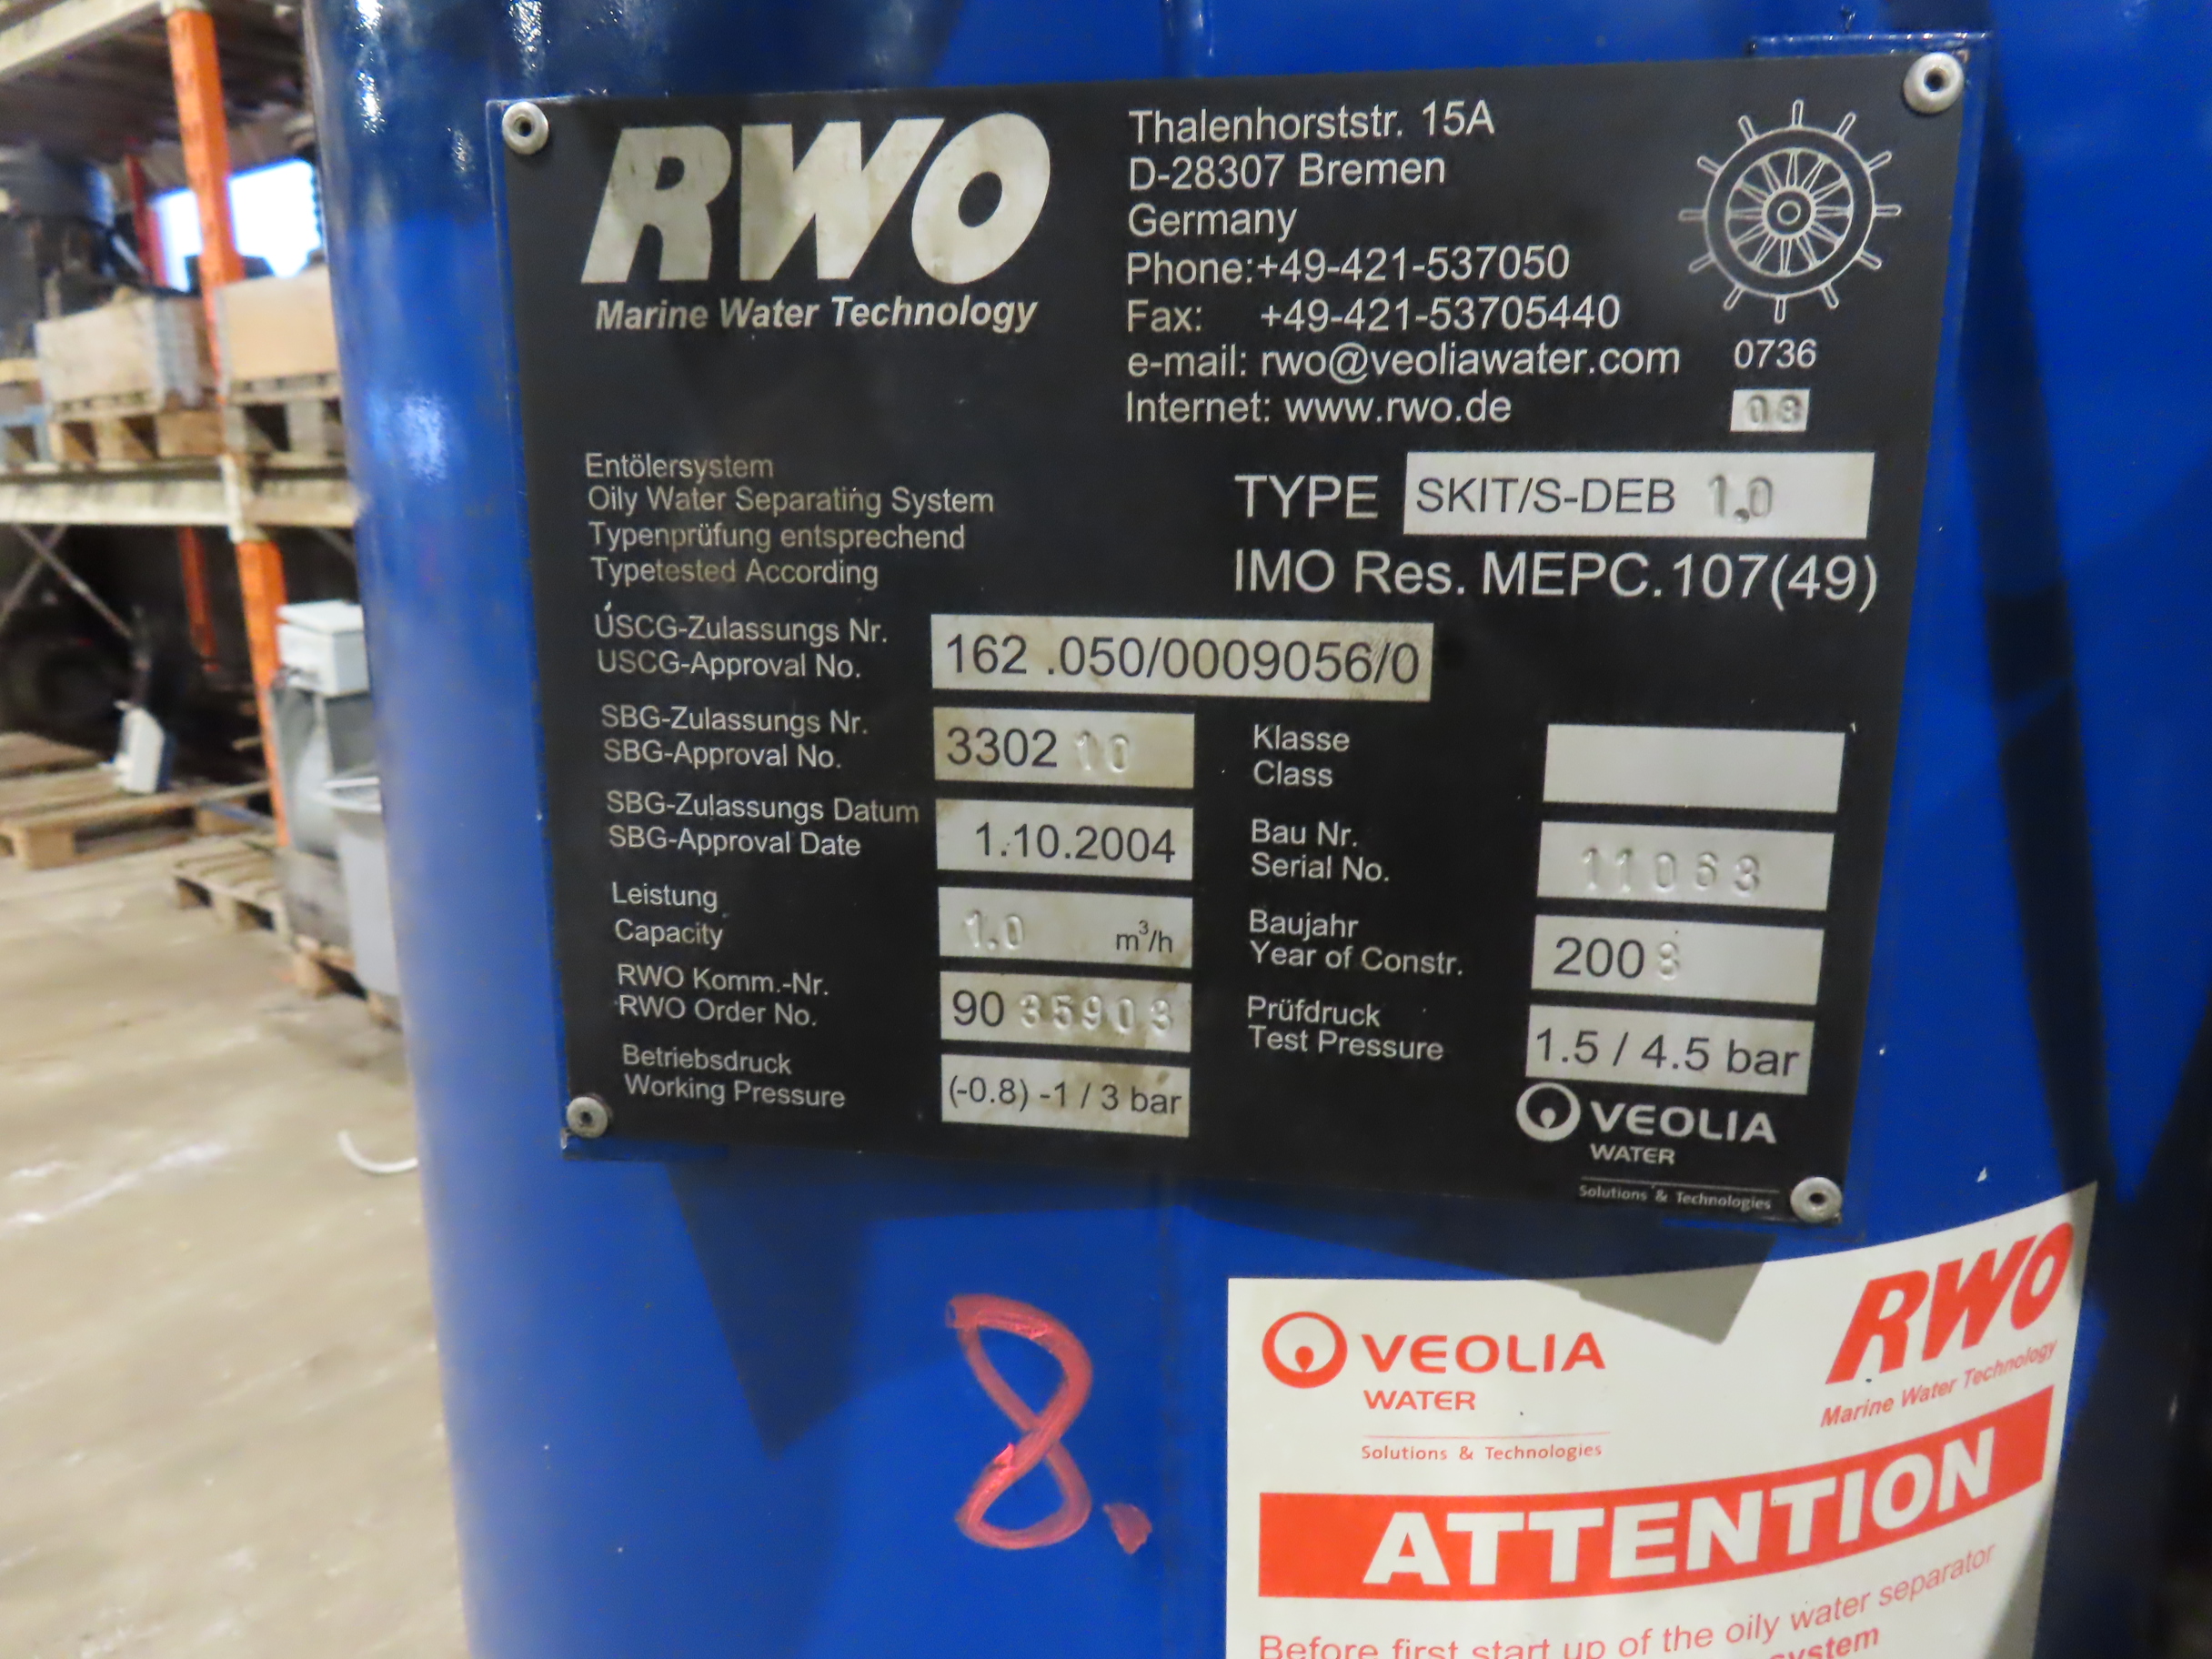 RWO
Marine Water Technology
Thalenhorststr. 15A
D-28307 Bremen
Germany
Phone:+49-421-537050
Fax: +49-421-53705440
e-mail: rwo@veoliawater.com
Internet: www.rwo.de
0736
08
Entölersystem
Oily Water Separating System
Typenprüfung entsprechend
Typetested According
TYPE SKIT/S-DEB 1.0
IMO Res. MEPC.107(49)
USCG-Zulassungs Nr.
USCG-Approval No.
162 .050/0009056/0
SBG-Zulassungs Nr.
SBG-Approval No.
3302 10
SBG-Zulassungs Datum
SBG-Approval Date
1.10.2004
Leistung
Capacity
1.0 m³/h
RWO Komm.-Nr.
RWO Order No.
90 35903
Betriebsdruck
Working Pressure
(-0.8) -1 / 3 bar
Klasse
Class
Bau Nr.
Serial No.
11063
Baujahr
Year of Constr.
2008
Prüfdruck
Test Pressure
1.5 / 4.5 bar
VEOLIA
WATER
Solutions & Technologies
8.
VEOLIA
WATER
Solutions & Technologies
RWO
Marine Water Technology
ATTENTION
Before first start up of the oily water separator
system